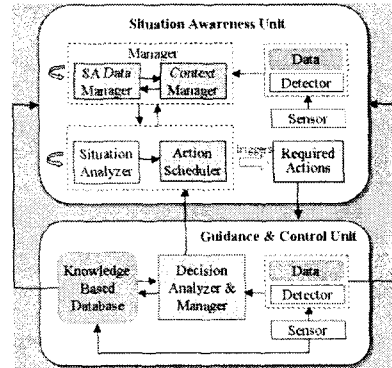 Situation Awareness Unit
Manager
SA Data
Manager
Context
Manager
Data
Detector
Sensor
Situation
Analyzer
Action
Scheduler
Required
Actions
Guidance & Control Unit
Knowledge
Based
Database
Decision
Analyzer &
Manager
Data
Detector
Sensor